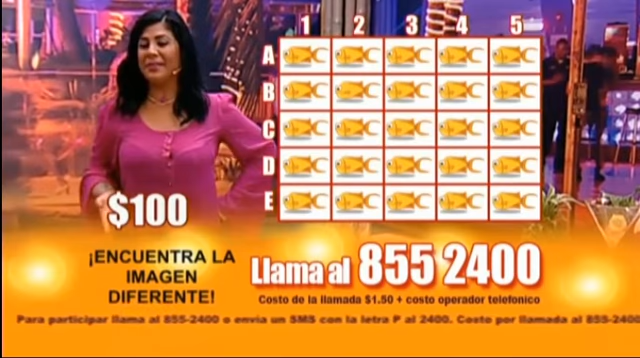 1 2 3 4 5
A
B
C
D
E
$100
¡ENCUENTRA LA
IMAGEN
DIFERENTE!
Llama al 855 2400
Costo de la llamada $1.50 + costo operador telefonico
Para participar llama al 855-2400 o envia un SMS con la letra P al 2400. Costo por llamada al 855-2400